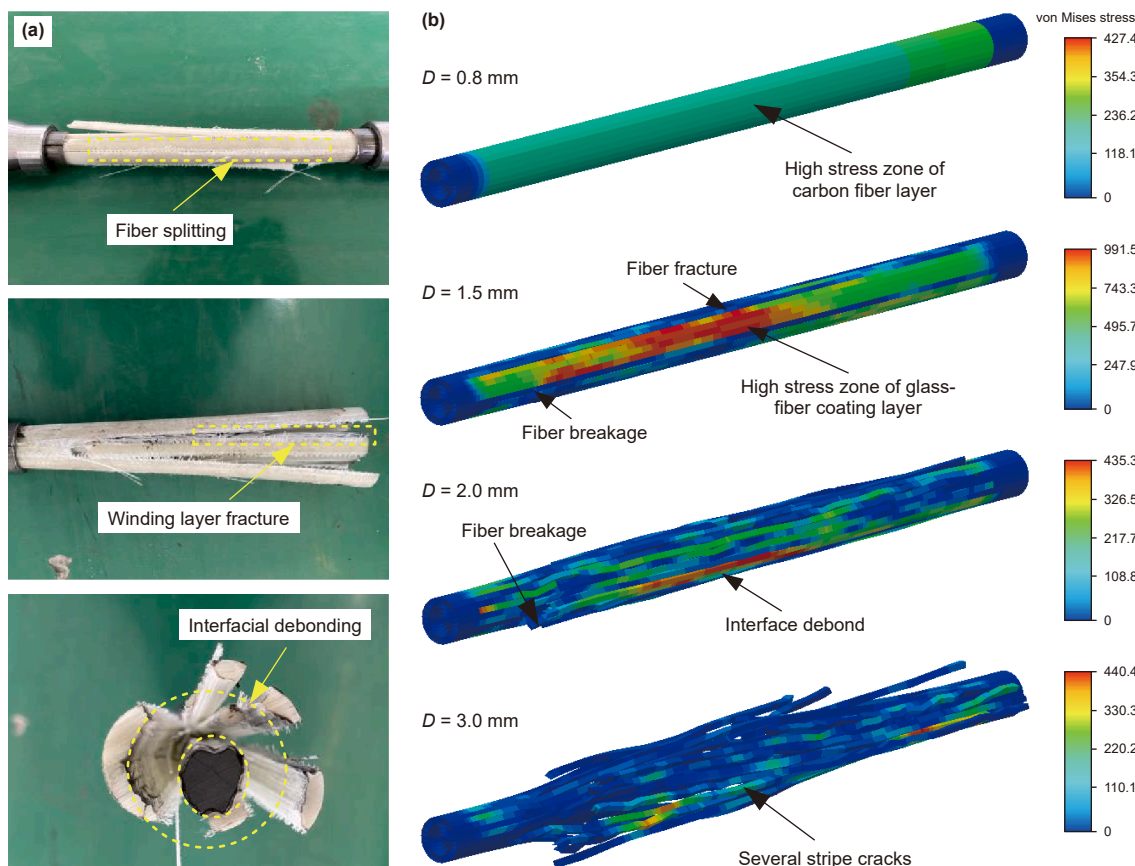 (a)
Fiber splitting
Winding layer fracture
Interfacial debonding
(b)
von Mises stress
D = 0.8 mm
427.4
354.3
236.2
118.1
0
High stress zone of
carbon fiber layer
D = 1.5 mm
Fiber fracture
991.5
743.3
495.7
247.9
0
High stress zone of glass-
fiber coating layer
Fiber breakage
D = 2.0 mm
435.3
326.5
217.7
108.8
0
Fiber breakage
Interface debond
D = 3.0 mm
440.4
330.3
220.2
110.1
0
Several stripe cracks